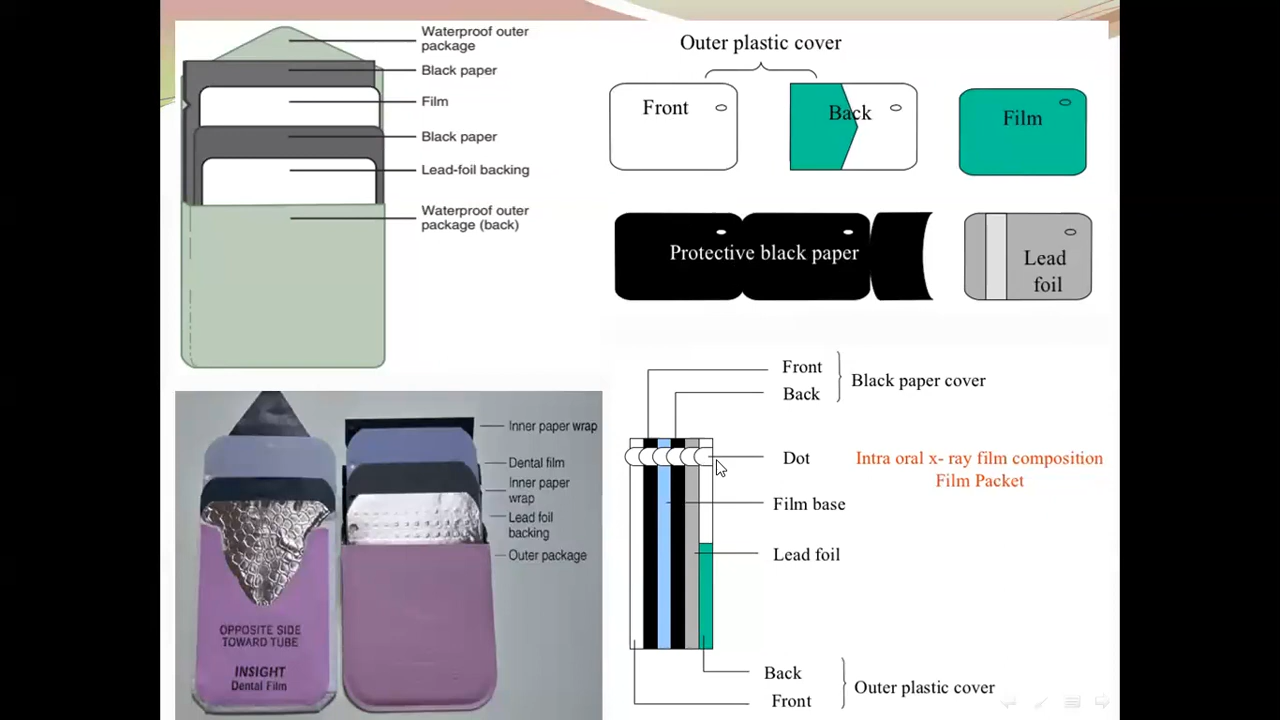 Waterproof outer
package
Black paper
Film
Black paper
Lead-foil backing
Waterproof outer
package (back)
Outer plastic cover
Front
Back
Film
Protective black paper
Lead
foil
Inner paper wrap
Dental film
Inner paper
wrap
Lead foil
backing
Outer package
OPPOSITE SIDE
TOWARD TUBE
INSIGHT
Dental Film
Front
Back
Black paper cover
Dot
Intra oral x- ray film composition
Film Packet
Film base
Lead foil
Back
Front
Outer plastic cover